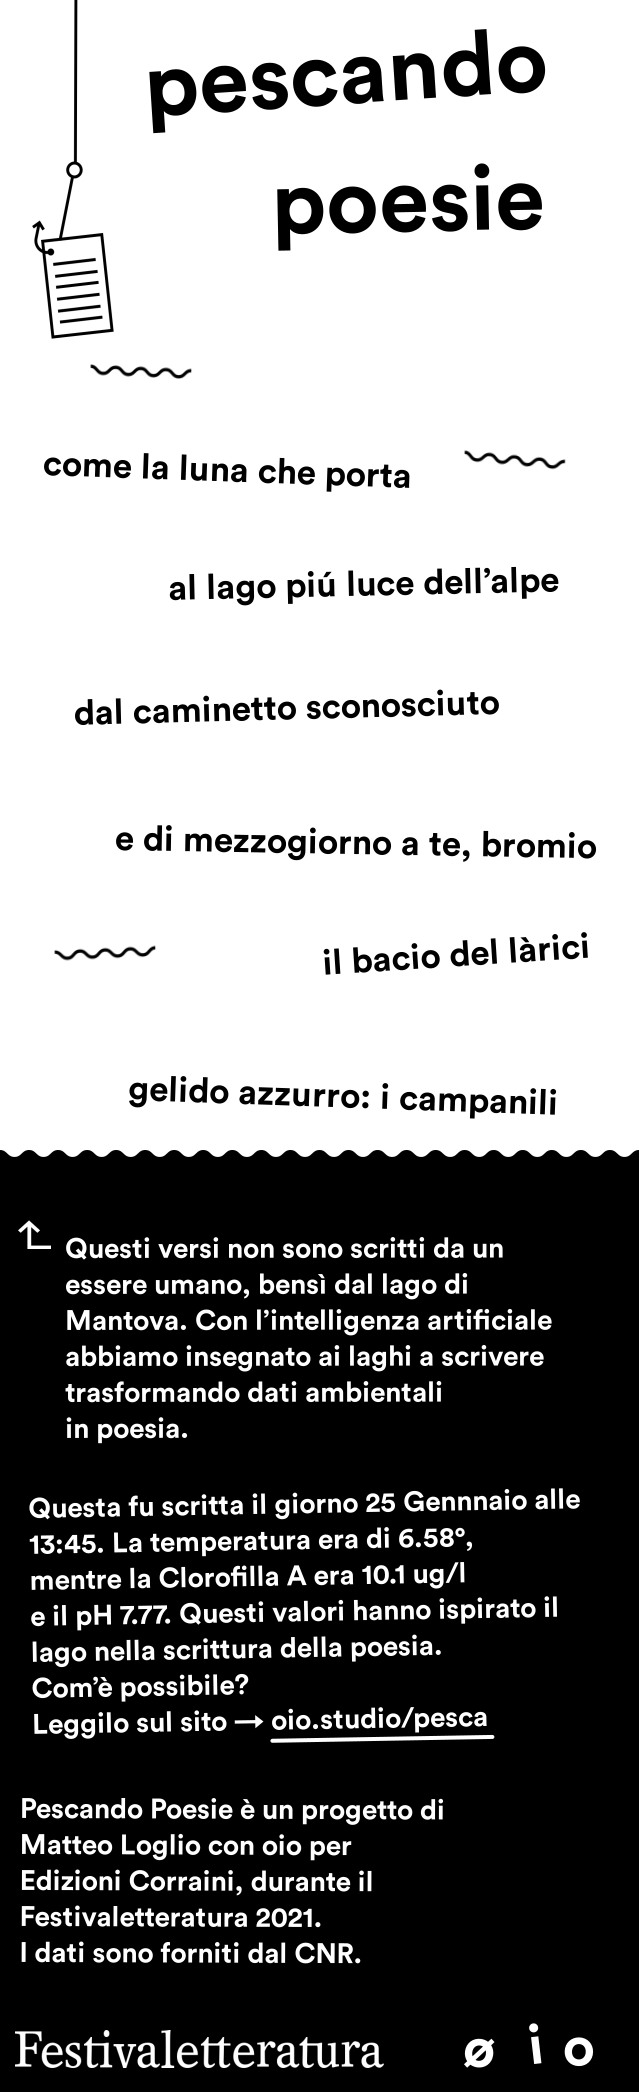 pescando
poesie
come la luna che porta
al lago piú luce dell'alpe
dal caminetto sconosciuto
e di mezzogiorno a te, bromio
il bacio del làrici
gelido azzurro: i campanili
Questi versi non sono scritti da un
essere umano, bensì dal lago di
Mantova. Con l'intelligenza artificiale
abbiamo insegnato ai laghi a scrivere
trasformando dati ambientali
in poesia.
Questa fu scritta il giorno 25 Gennnaio alle
13:45. La temperatura era di 6.58°,
mentre la Clorofilla A era 10.1 ug/l
e il pH 7.77. Questi valori hanno ispirato il
lago nella scrittura della poesia.
Com'è possibile?
Leggilo sul sito → oio.studio/pesca
Pescando Poesie è un progetto di
Matteo Loglio con oio per
Edizioni Corraini, durante il
Festivaletteratura 2021.
I dati sono forniti dal CNR.
Festivaletteratura ø i o